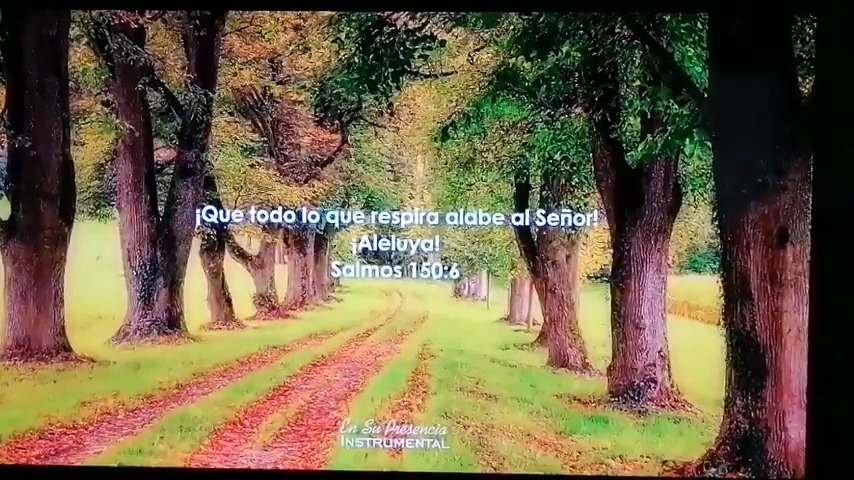 ¡Que todo lo que respira alabe al Señor!
¡Aleluya!
Salmos 150:6
En Su Presencia
INSTRUMENTAL